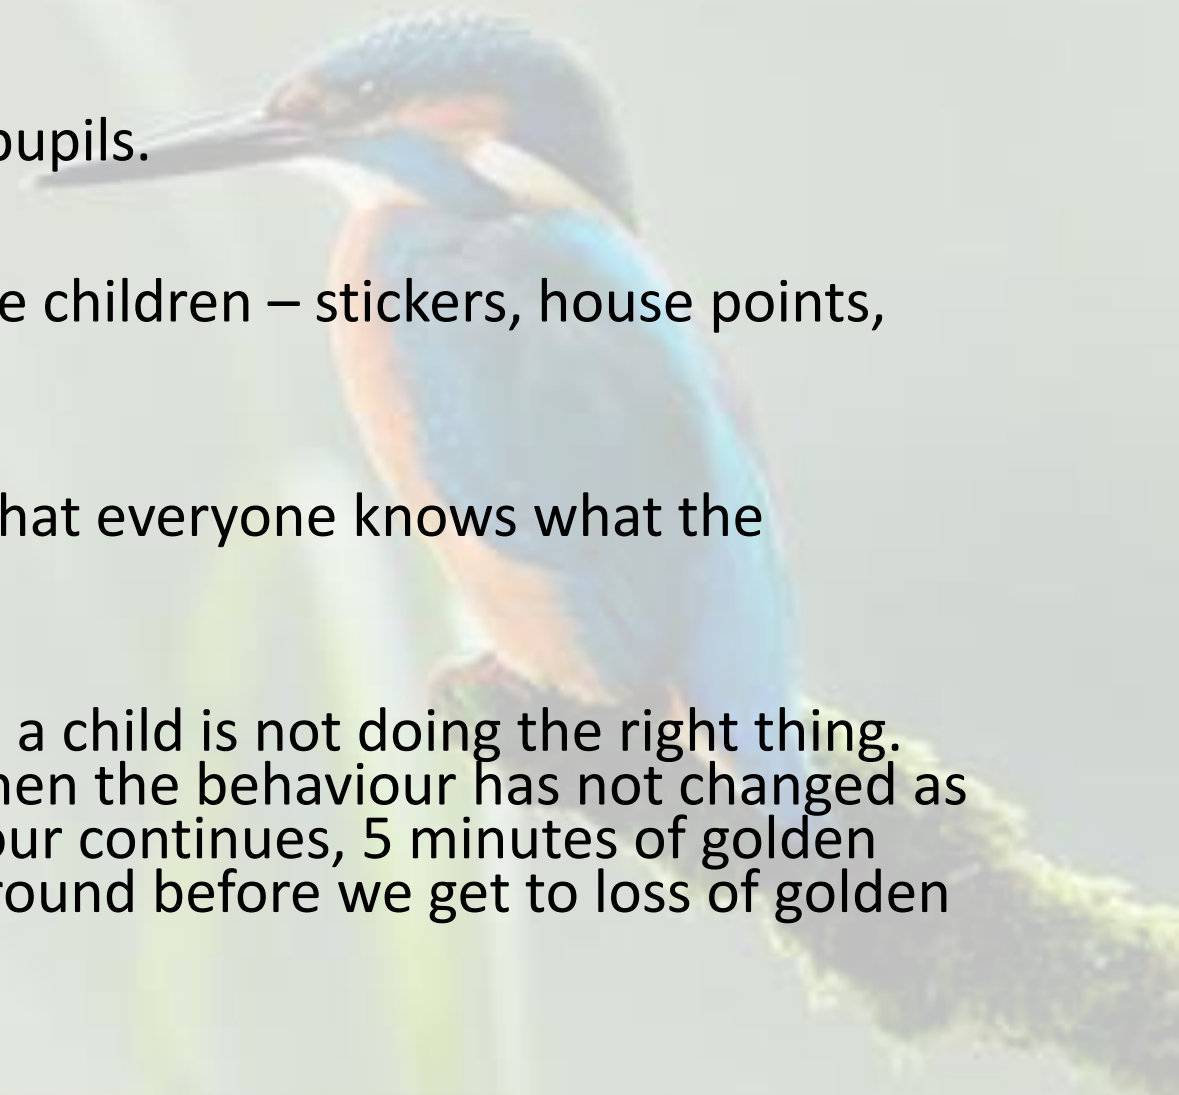 pupils.
e children – stickers, house points,
hat everyone knows what the
a child is not doing the right thing.
hen the behaviour has not changed as
our continues, 5 minutes of golden
round before we get to loss of golden